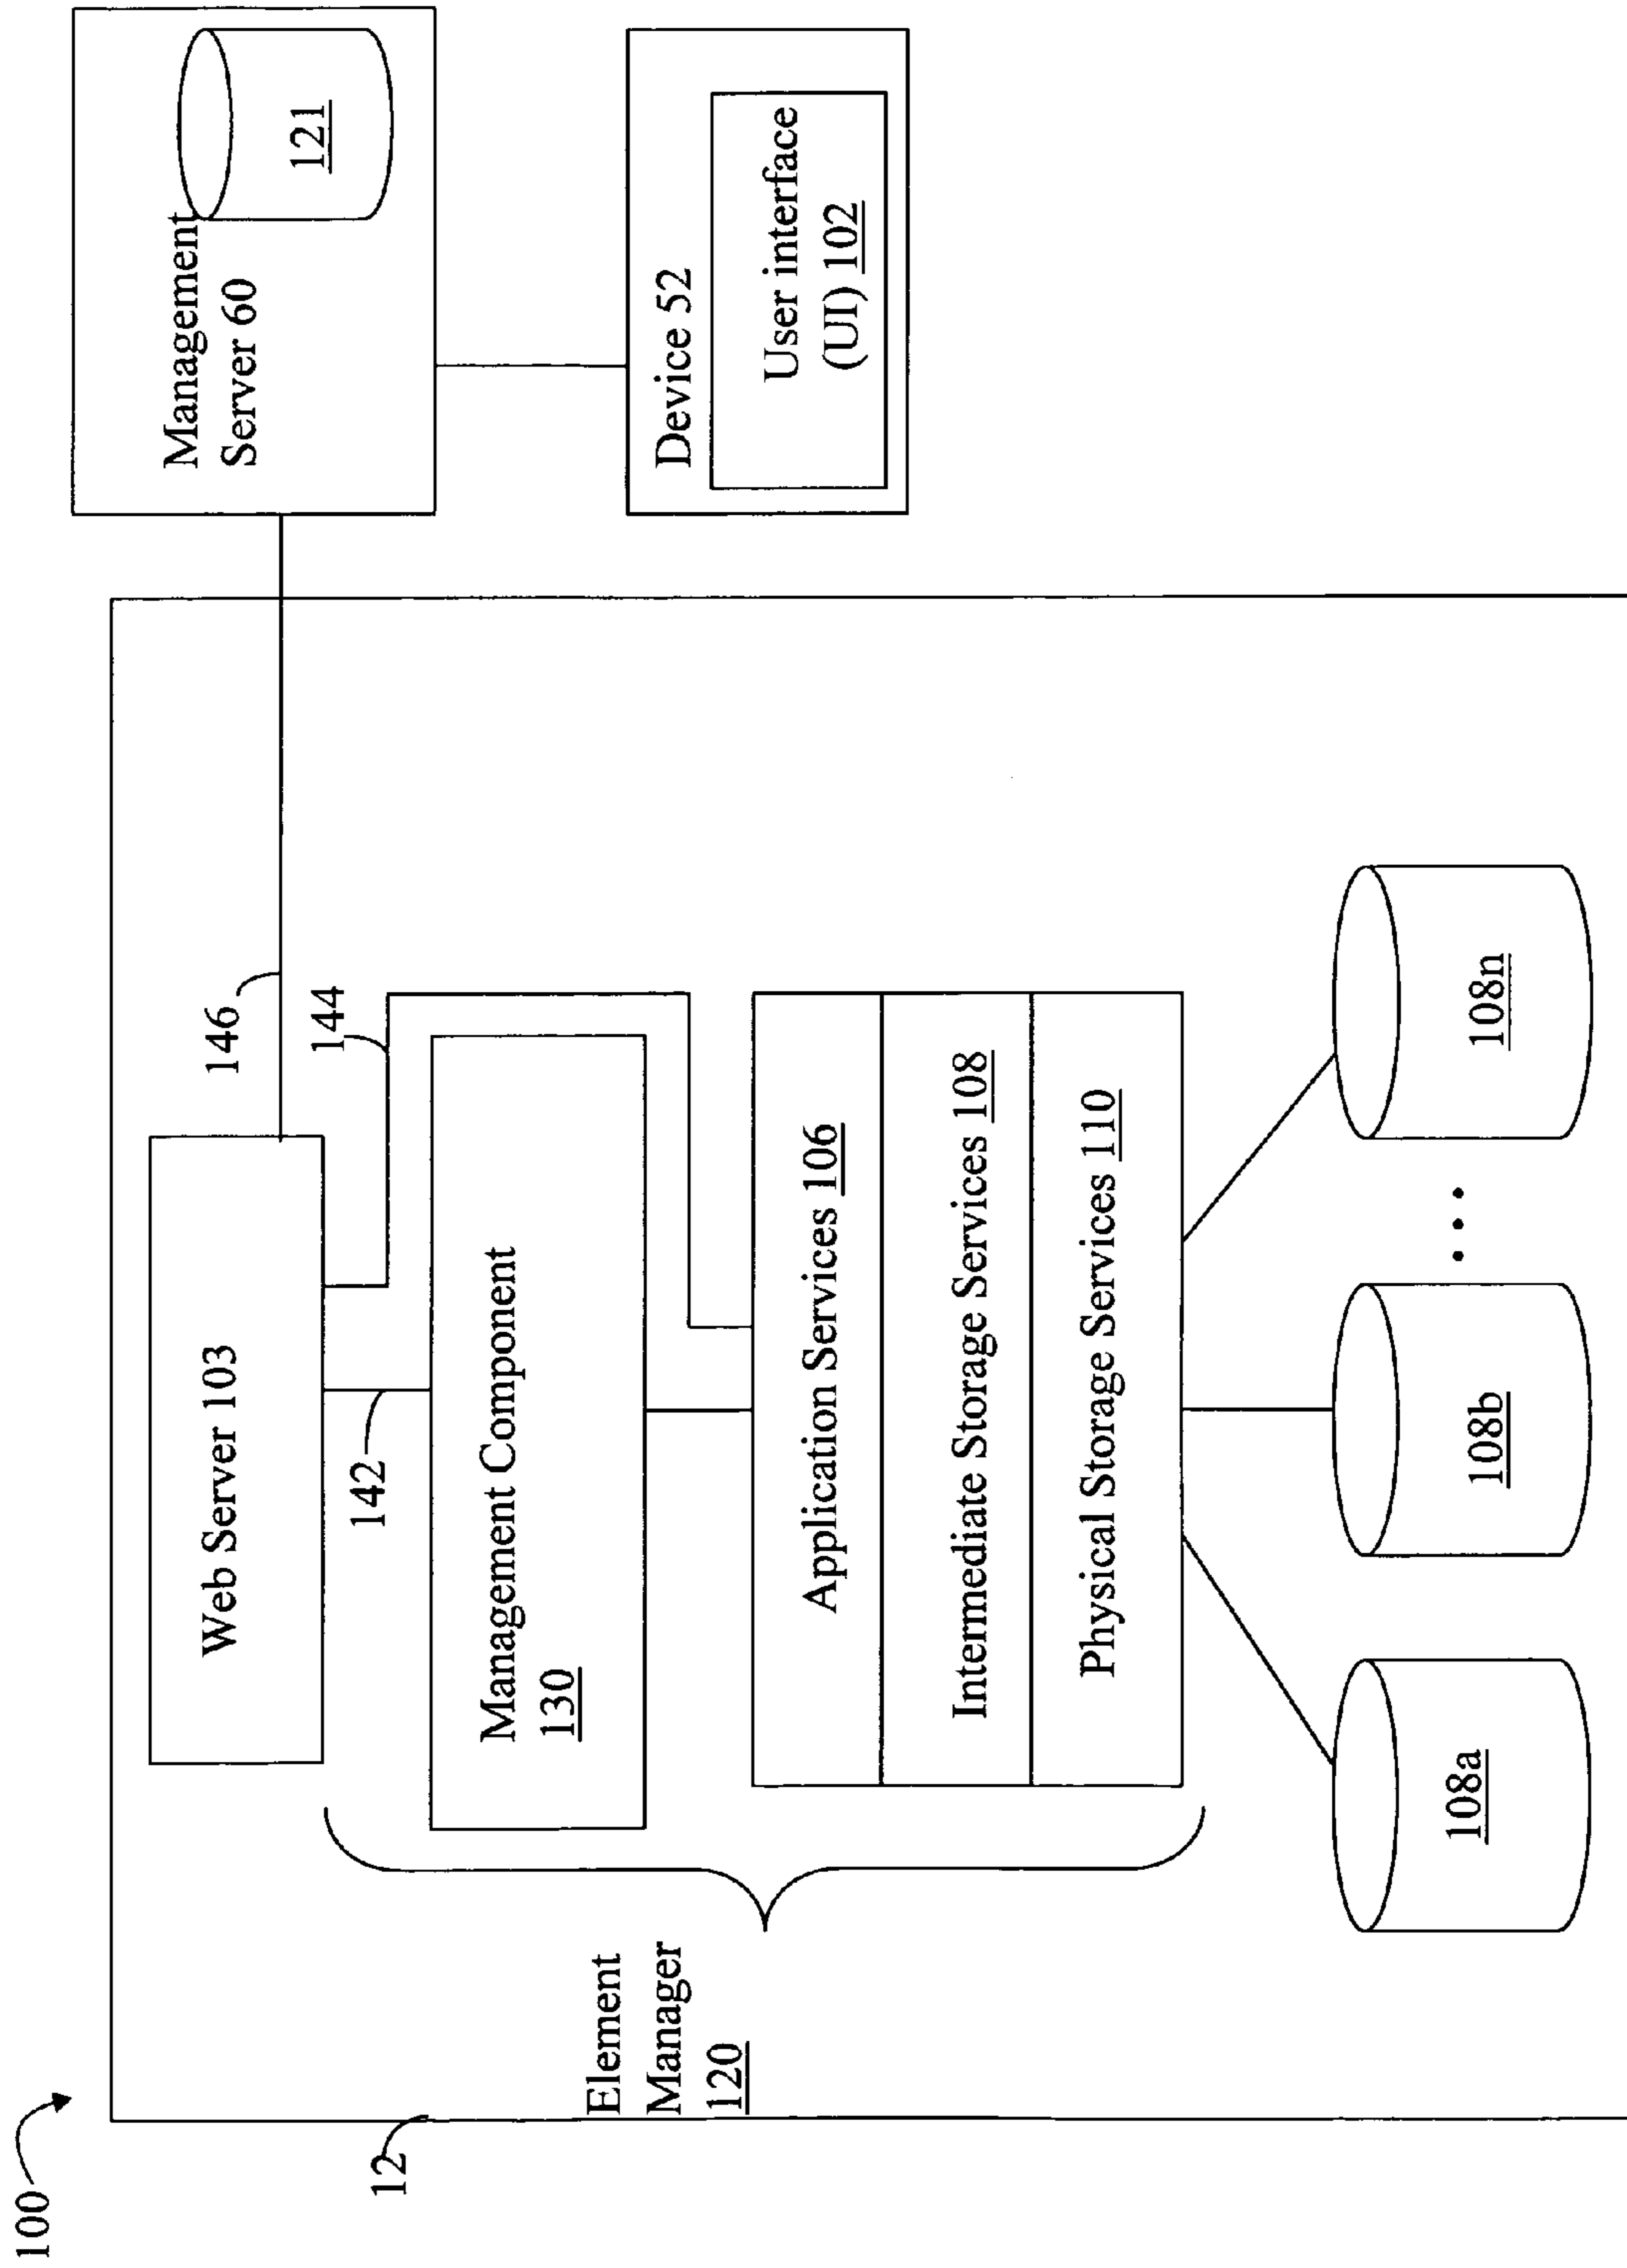 100
12
Web Server 103
146
144
142
Management Component
130
Element
Manager
120
Application Services 106
Intermediate Storage Services 108
Physical Storage Services 110
108a
108b
• • •
108n
Management
Server 60
121
Device 52
User interface
(UI) 102